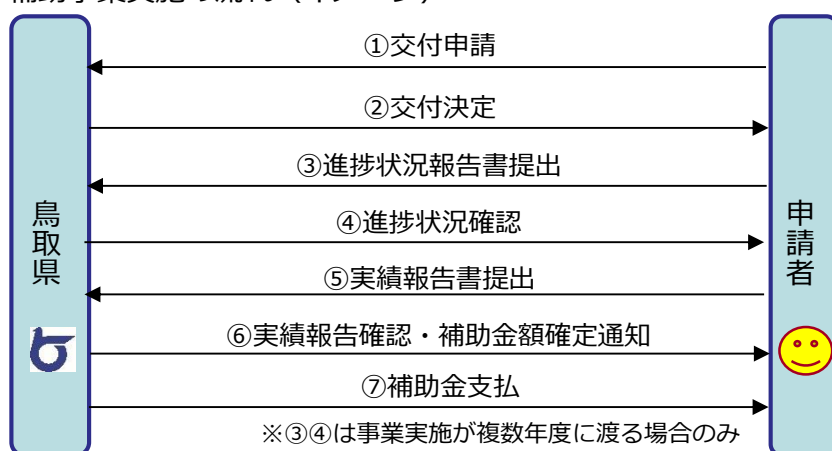 ①交付申請
②交付決定
③進捗状況報告書提出
④進捗状況確認
⑤実績報告書提出
⑥実績報告確認・補助金額確定通知
⑦補助金支払
※③④は事業実施が複数年度に渡る場合のみ
鳥取県
申請者